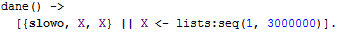 dane() ->
[{slowo, X, X} || X <- lists:seq(1, 3000000)].